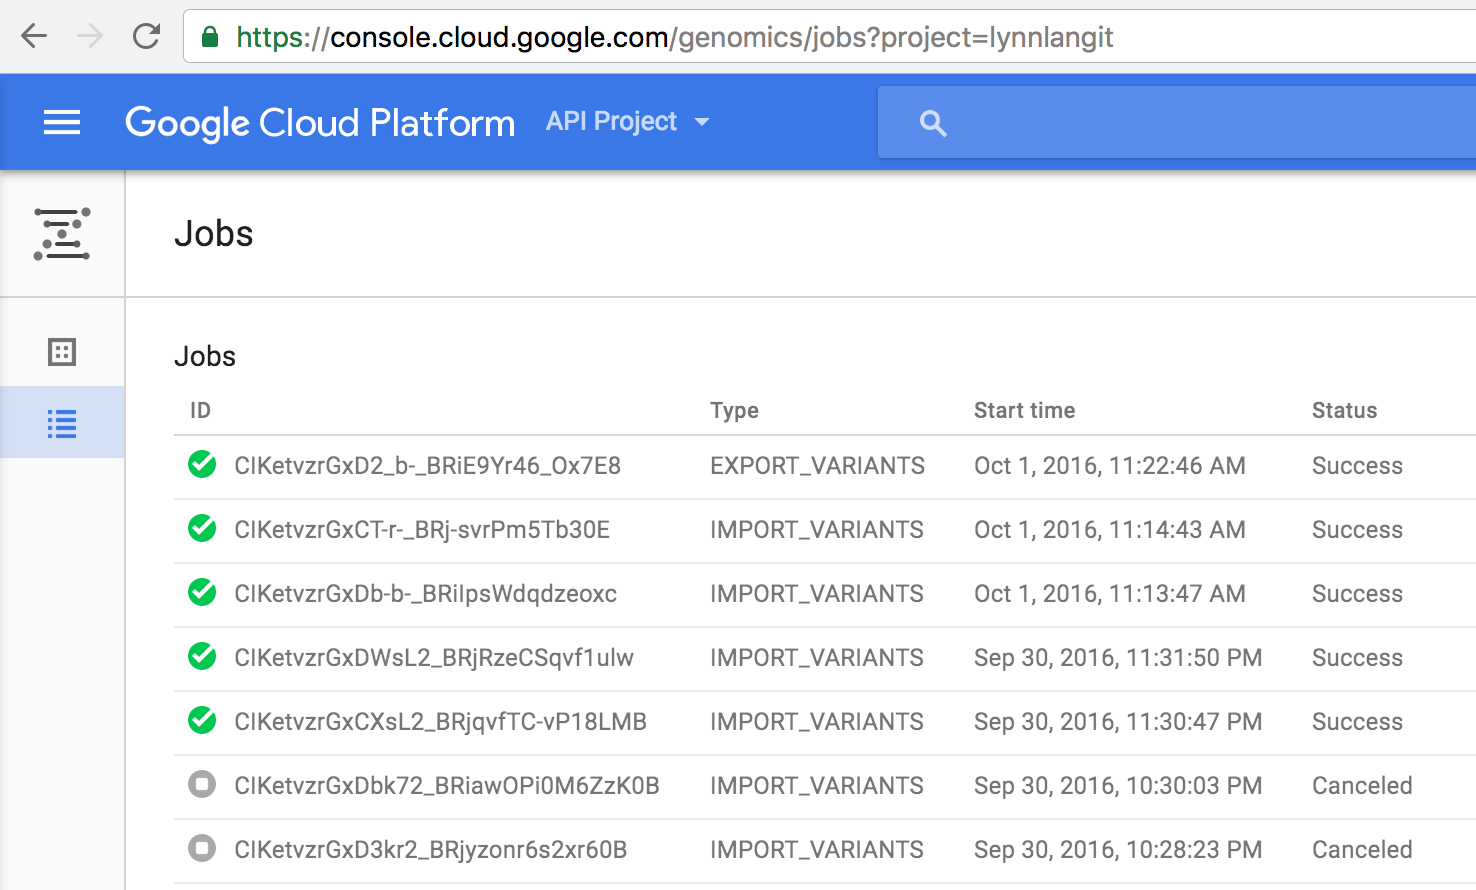 https://console.cloud.google.com/genomics/jobs?project=lynnlangit
Google Cloud Platform API Project
Jobs
Jobs
ID Type Start time Status
CIKetvzrGxD2_b-_BRiE9Yr46_Ox7E8 EXPORT_VARIANTS Oct 1, 2016, 11:22:46 AM Success
CIKetvzrGxCT-r-_BRj-svrPm5Tb30E IMPORT_VARIANTS Oct 1, 2016, 11:14:43 AM Success
CIKetvzrGxDb-b-_BRiIpsWdqdzeoxc IMPORT_VARIANTS Oct 1, 2016, 11:13:47 AM Success
CIKetvzrGxDWsL2_BRjRzeCSqvf1ulw IMPORT_VARIANTS Sep 30, 2016, 11:31:50 PM Success
CIKetvzrGxCXsL2_BRjqvfTC-vP18LMB IMPORT_VARIANTS Sep 30, 2016, 11:30:47 PM Success
CIKetvzrGxDbk72_BRiawOPi0M6ZzK0B IMPORT_VARIANTS Sep 30, 2016, 10:30:03 PM Canceled
CIKetvzrGxD3kr2_BRjyzonr6s2xr60B IMPORT_VARIANTS Sep 30, 2016, 10:28:23 PM Canceled